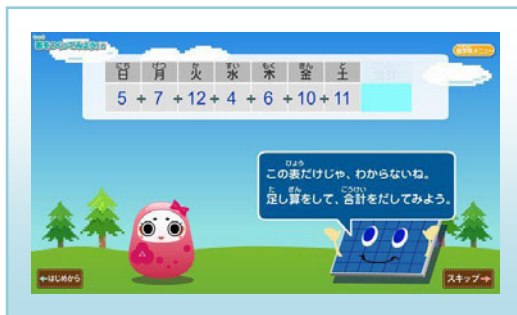 日 月 火 水 木 金 土
5 + 7 + 12 + 4 + 6 + 10 + 11
この表だけじゃ、わからないね。
足し算をして、合計をだしてみよう。
←はじめから
スキップ→